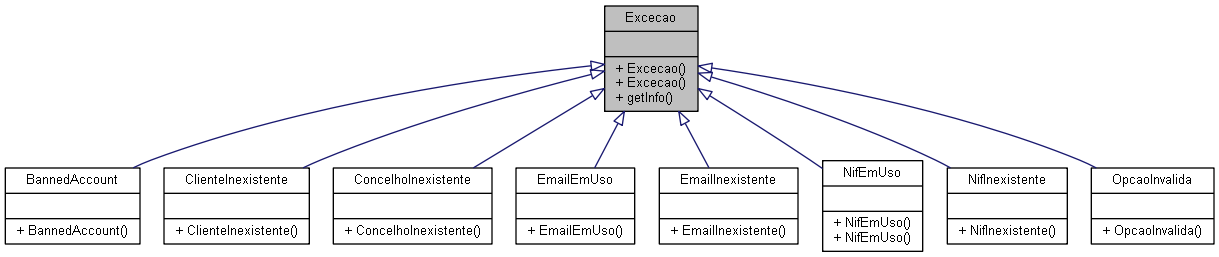 Excecao
+ Excecao()
+ Excecao()
+ getInfo()
BannedAccount
+ BannedAccount()
ClienteInexistente
+ ClienteInexistente()
ConcelhoInexistente
+ ConcelhoInexistente()
EmailEmUso
+ EmailEmUso()
EmailInexistente
+ EmailInexistente()
NifEmUso
+ NifEmUso()
+ NifEmUso()
NifInexistente
+ NifInexistente()
OpcaoInvalida
+ OpcaoInvalida()